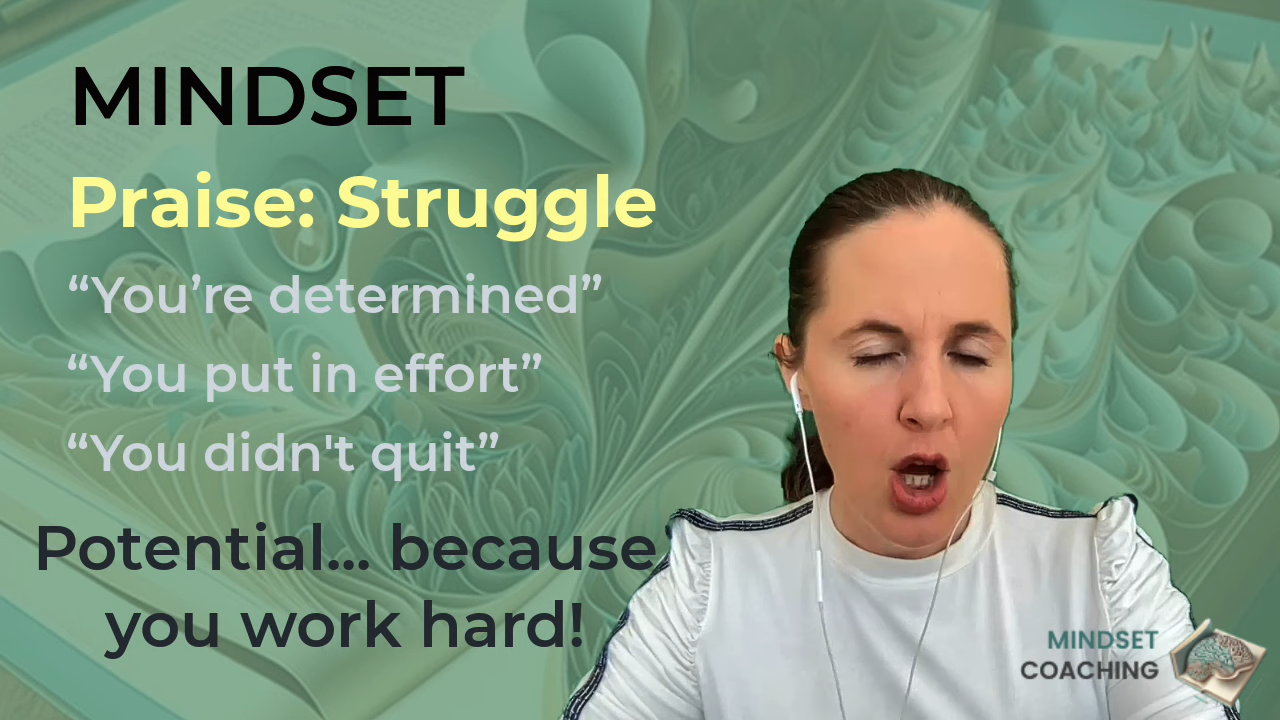 MINDSET
Praise: Struggle
“You’re determined”
“You put in effort”
“You didn't quit”
Potential... because
you work hard!
MINDSET
COACHING